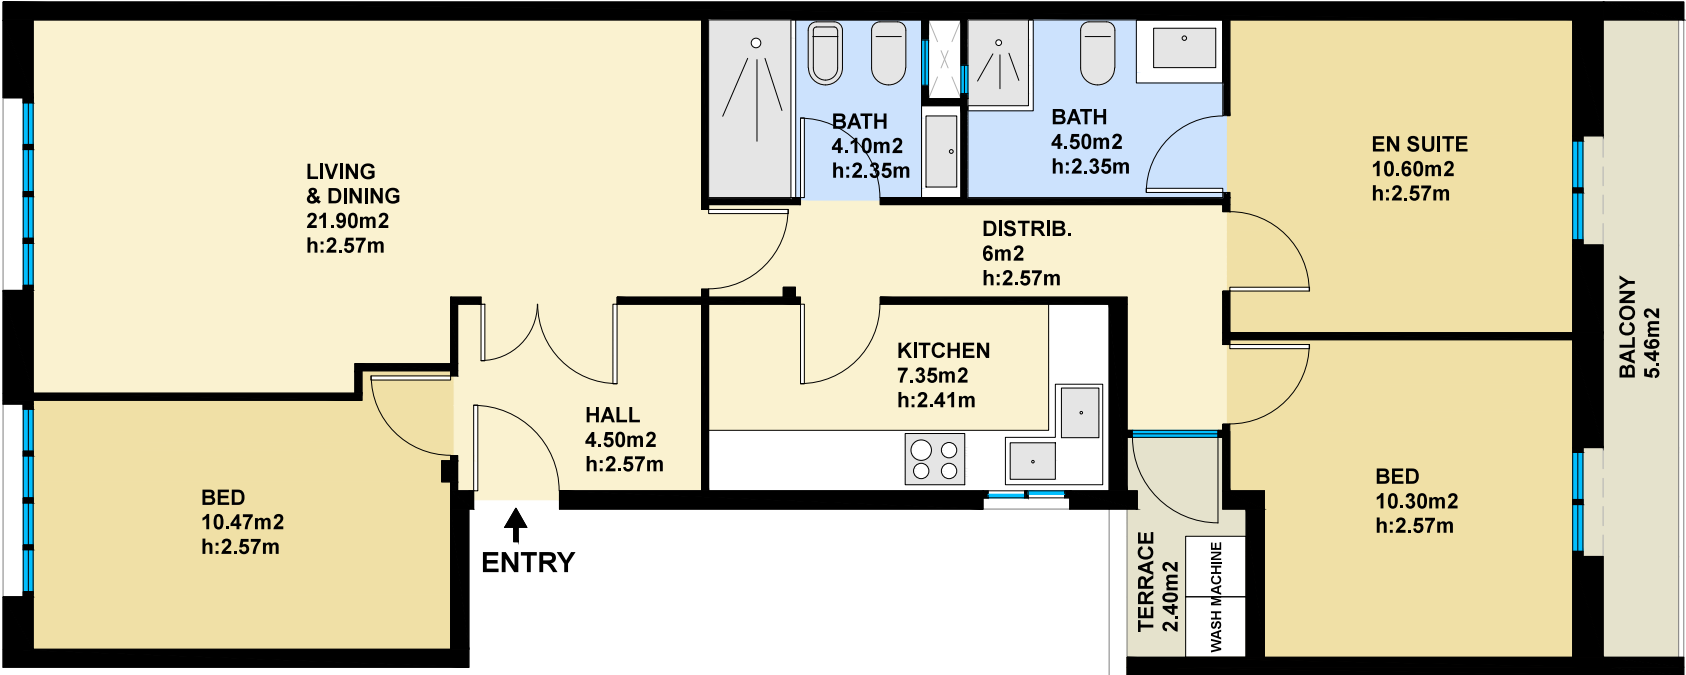 LIVING
& DINING
21.90m2
h:2.57m
BATH
4.10m2
h:2.35m
BATH
4.50m2
h:2.35m
EN SUITE
10.60m2
h:2.57m
DISTRIB.
6m2
h:2.57m
BALCONY
5.46m2
KITCHEN
7.35m2
h:2.41m
HALL
4.50m2
h:2.57m
BED
10.47m2
h:2.57m
BED
10.30m2
h:2.57m
ENTRY
TERRACE
2.40m2
WASH MACHINE